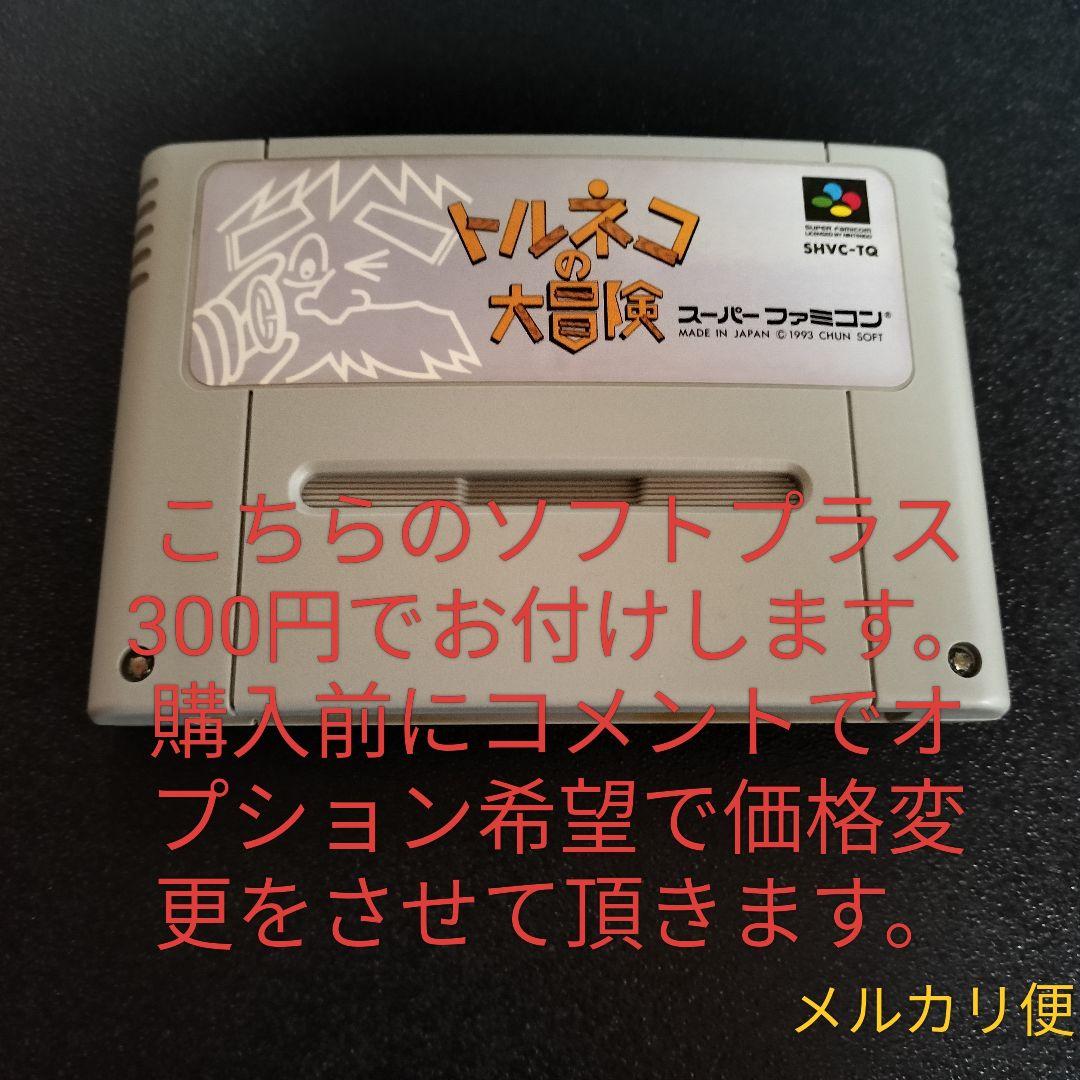 トルネコ
の
大冒険
SUPER FAMICOM
LICENSED BY NINTENDO
SHVC-TQ
スーパーファミコン®
MADE IN JAPAN © 1993 CHUN SOFT
こちらのソフトプラス
300円でお付けします。
購入前にコメントでオ
プション希望で価格変
更をさせて頂きます。
メルカリ便